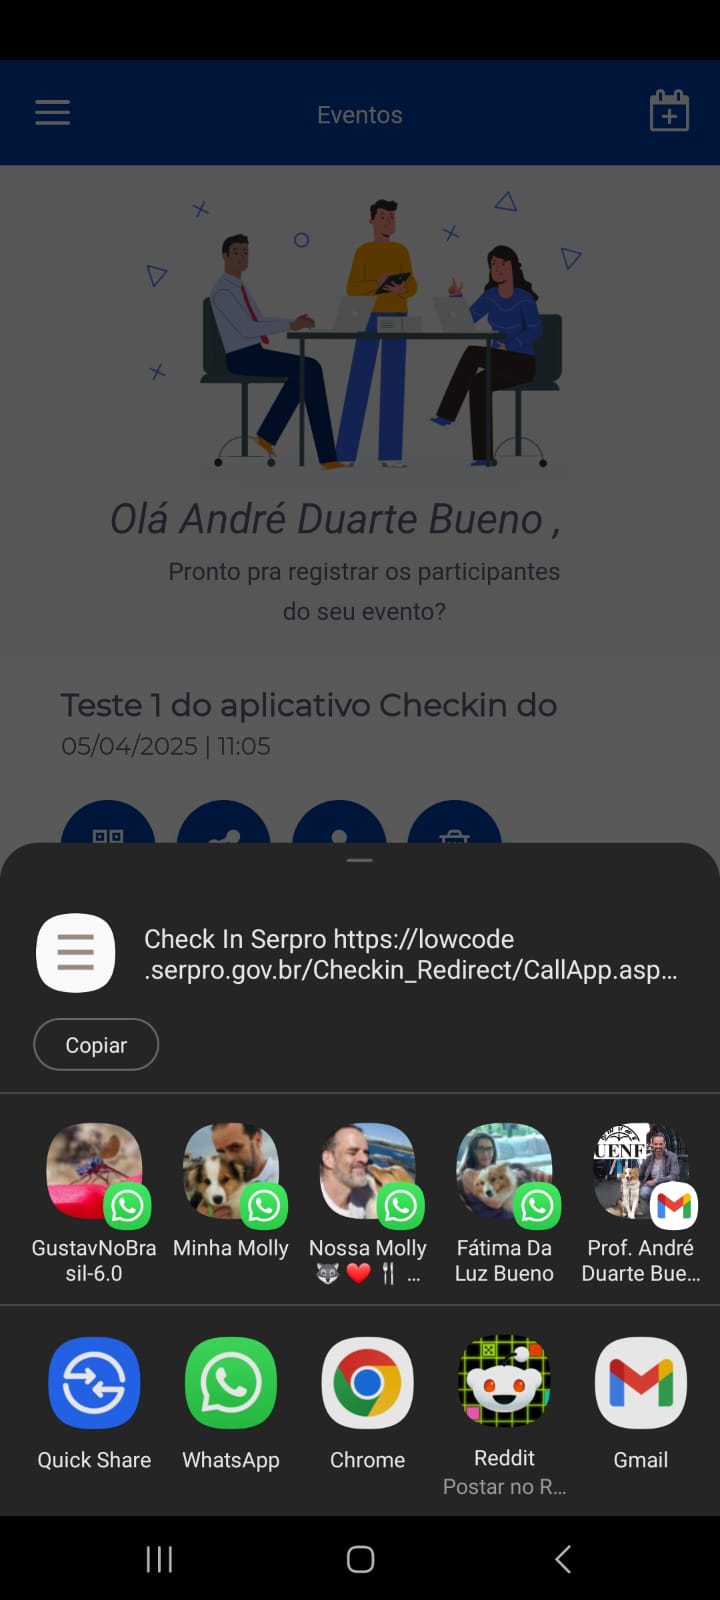 Eventos
Olá André Duarte Bueno ,
Pronto pra registrar os participantes
do seu evento?
Teste 1 do aplicativo Checkin do
05/04/2025 | 11:05
Check In Serpro https://lowcode
.serpro.gov.br/Checkin_Redirect/CallApp.asp...
Copiar
UENF
GustavNoBra
sil-6.0
Minha Molly
Nossa Molly
🐺❤️🍴 ...
Fátima Da
Luz Bueno
Prof. André
Duarte Bue...
Quick Share
WhatsApp
Chrome
Reddit
Postar no R...
Gmail